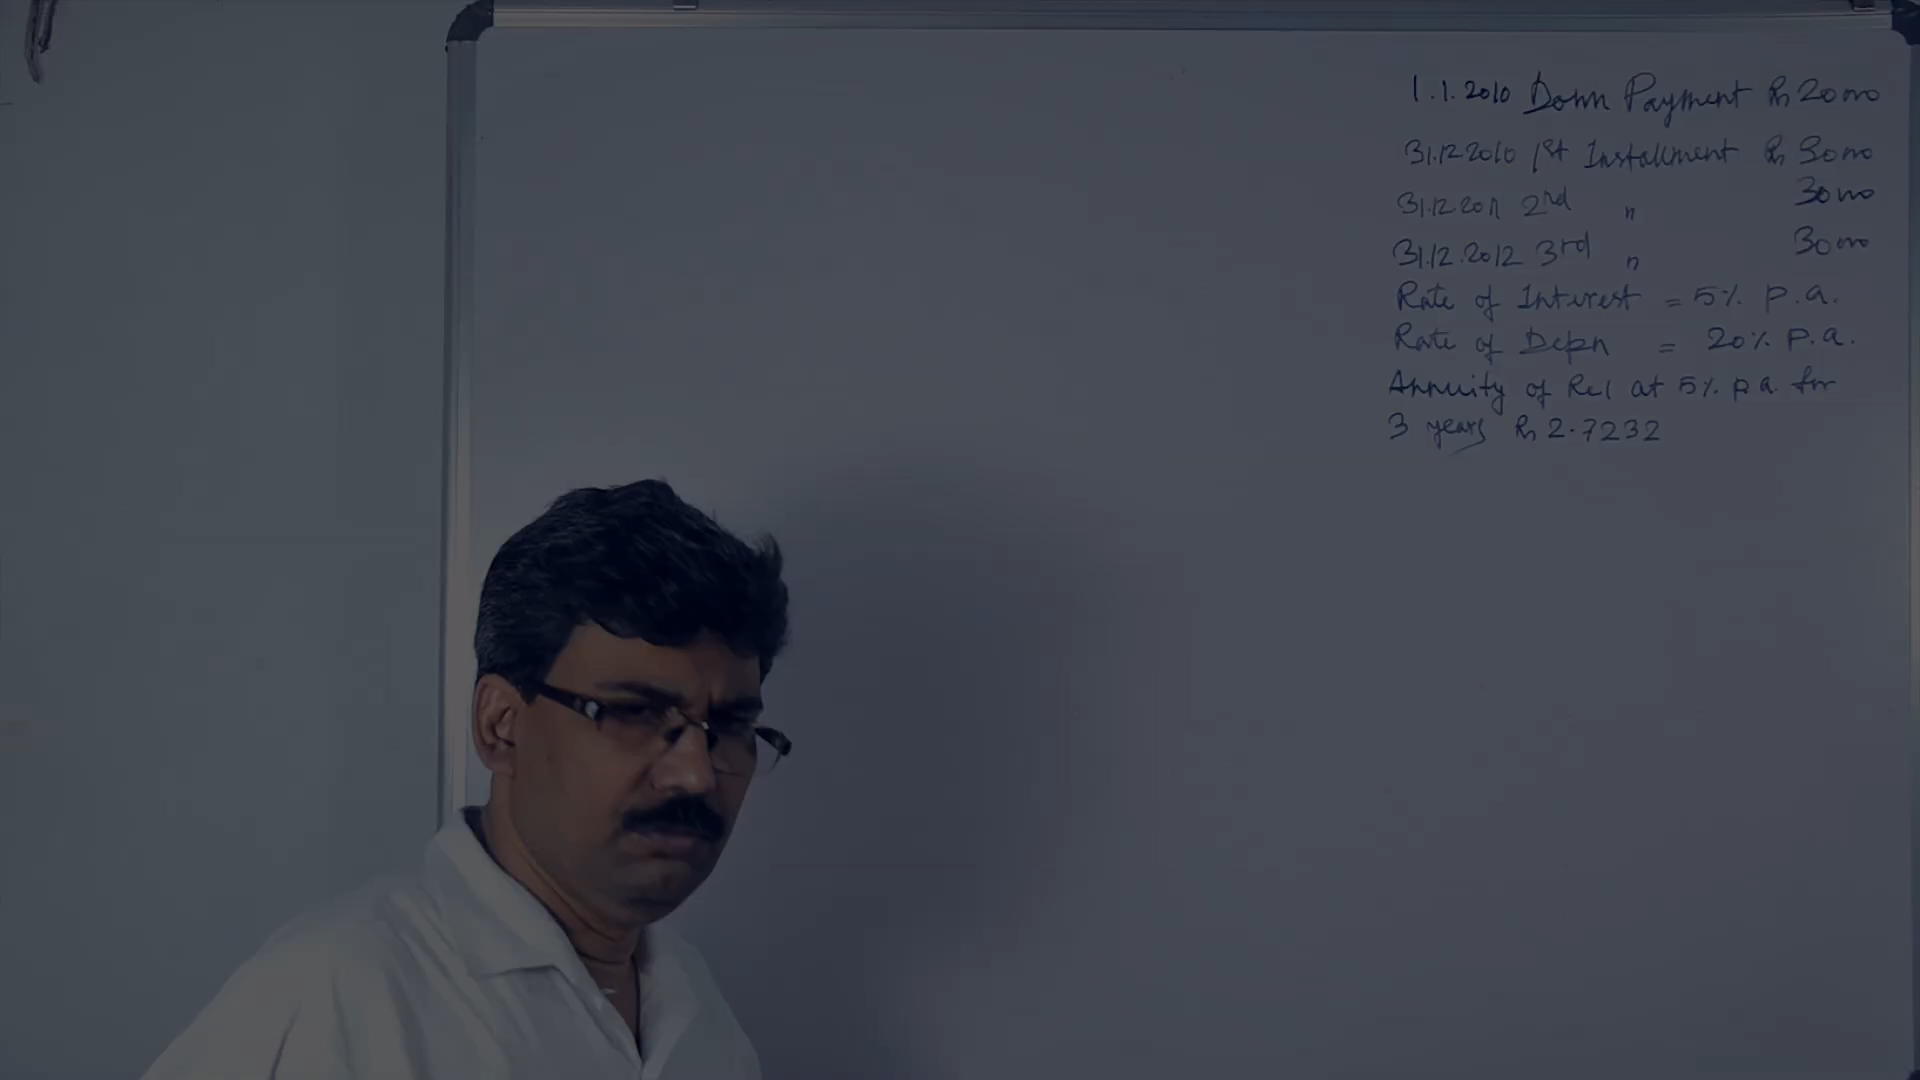 1.1.2010 Down Payment Rs 20000
31.12.2010 1st Installment Rs 30000
31.12.2011 2nd " 30000
31.12.2012 3rd " 30000
Rate of Interest = 5% p.a.
Rate of Depn = 20% p.a.
Annuity of Re1 at 5% p.a. for
3 years Rs 2.7232